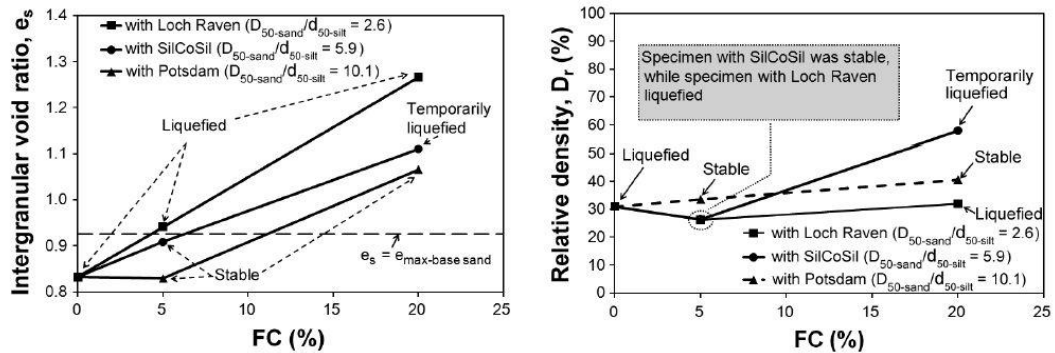 Intergranular void ratio, e_s
1.4
1.3
1.2
1.1
1.0
0.9
0.8
with Loch Raven (D50-sand/d50-silt = 2.6)
with SilCoSil (D50-sand/d50-silt = 5.9)
with Potsdam (D50-sand/d50-silt = 10.1)
Liquefied
Temporarily
liquefied
e_s = e_max-base sand
Stable
0
5
10
15
20
25
FC (%)
Relative density, D_r (%)
100
90
80
70
60
50
40
30
20
10
0
Specimen with SilCoSil was stable,
while specimen with Loch Raven
liquefied
Temporarily
liquefied
Liquefied
Stable
Stable
Liquefied
with Loch Raven (D50-sand/d50-silt = 2.6)
with SilCoSil (D50-sand/d50-silt = 5.9)
with Potsdam (D50-sand/d50-silt = 10.1)
0
5
10
15
20
25
FC (%)